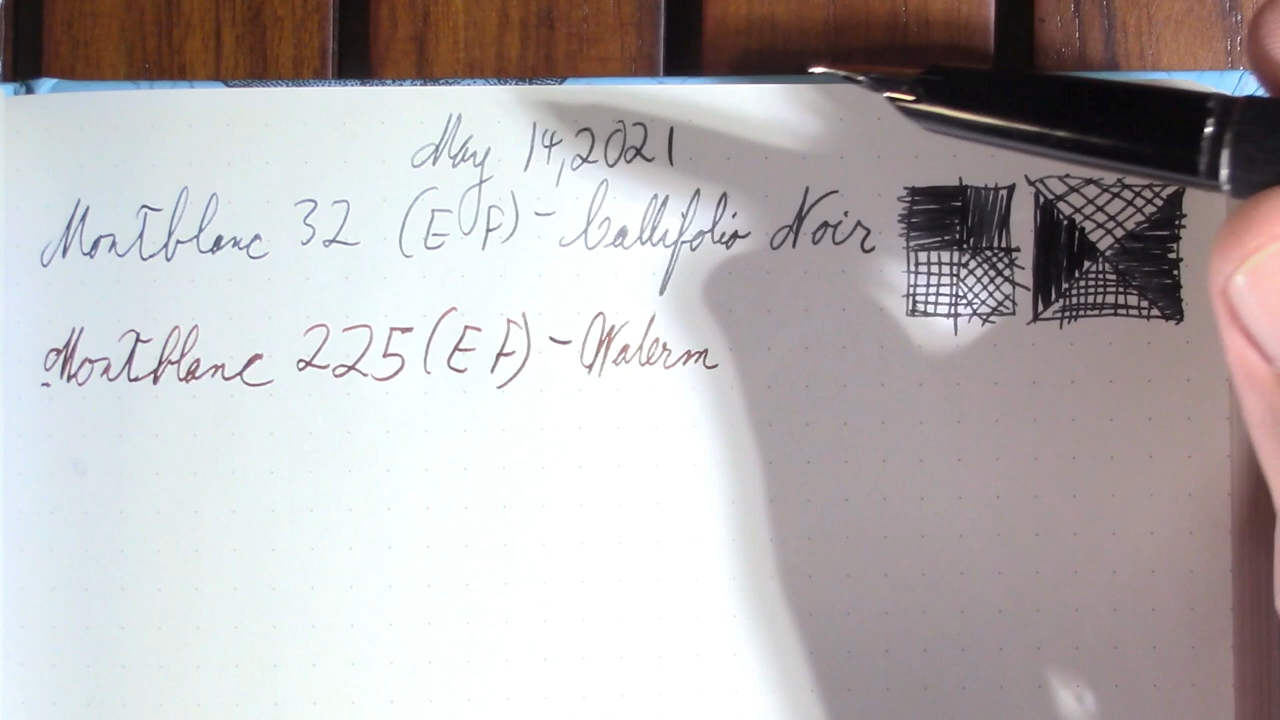 May 14, 2021
Montblanc 32 (EF) - Callifolio Noir
Montblanc 225 (EF) - Waterm